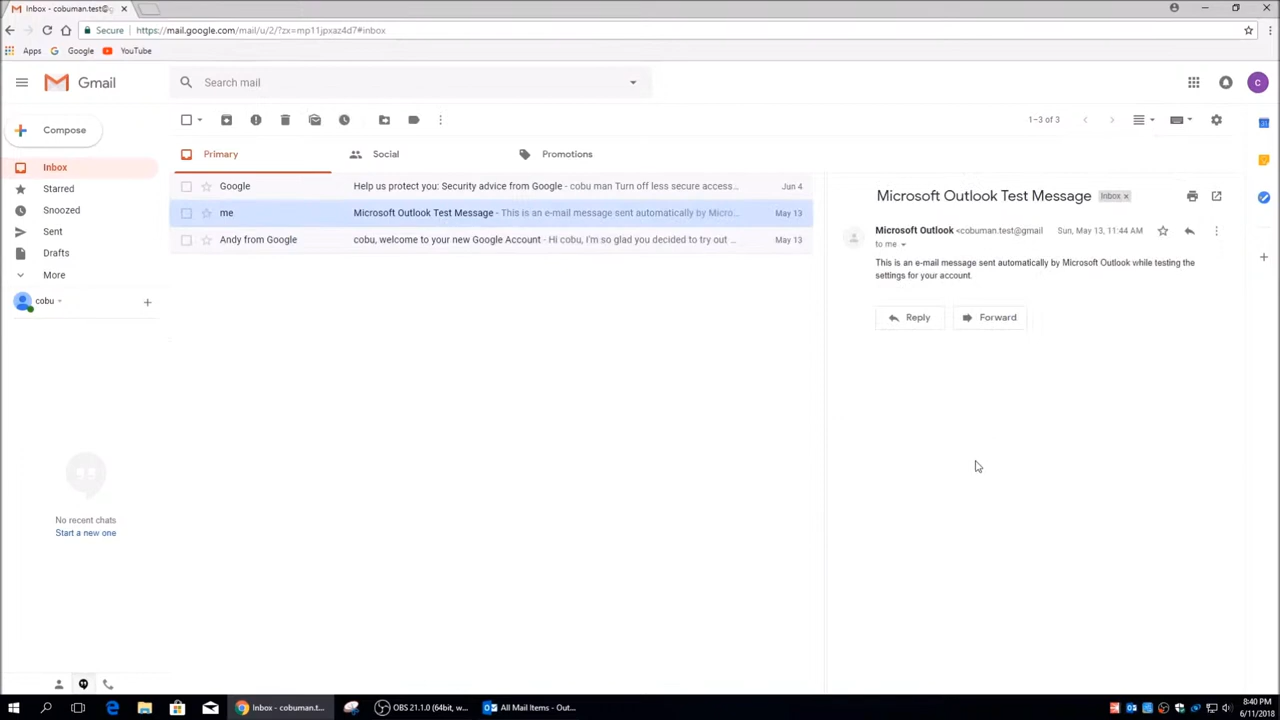 Inbox - cobuman.test@g
Secure
https://mail.google.com/mail/u/2/?zx=mp11jpxaz4d7#inbox
Apps
Google
YouTube
Gmail
Search mail
C
Compose
1–3 of 3
Inbox
Starred
Snoozed
Sent
Drafts
More
cobu
Primary
Social
Promotions
Google
Help us protect you: Security advice from Google - cobu man Turn off less secure access...
Jun 4
me
Microsoft Outlook Test Message - This is an e-mail message sent automatically by Micro...
May 13
Andy from Google
cobu, welcome to your new Google Account - Hi cobu, I'm so glad you decided to try out ...
May 13
Microsoft Outlook Test Message
Inbox x
Microsoft Outlook <cobuman.test@gmail
Sun, May 13, 11:44 AM
to me
This is an e-mail message sent automatically by Microsoft Outlook while testing the
settings for your account.
Reply
Forward
No recent chats
Start a new one
Inbox - cobuman.t...
OBS 21.1.0 (64bit, w...
All Mail Items - Out...
8:40 PM
6/11/2018